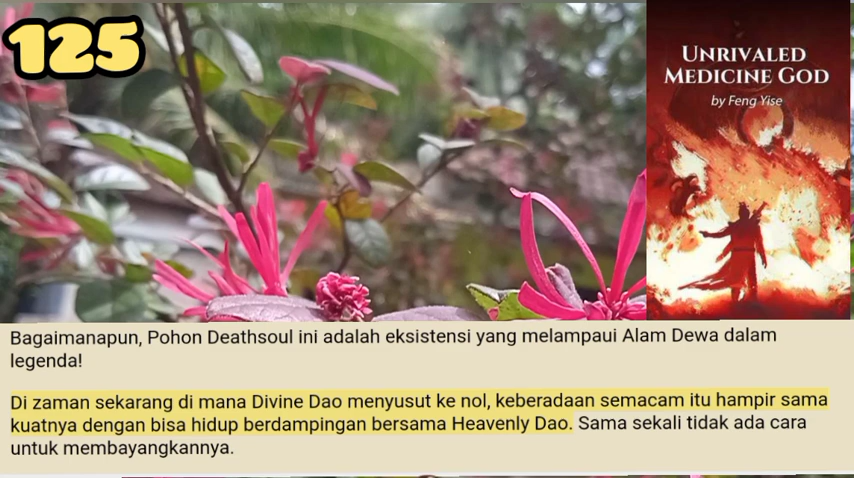 125
UNRIVALED
MEDICINE GOD
by Feng Yise
Bagaimanapun, Pohon Deathsoul ini adalah eksistensi yang melampaui Alam Dewa dalam
legenda!
Di zaman sekarang di mana Divine Dao menyusut ke nol, keberadaan semacam itu hampir sama
kuatnya dengan bisa hidup berdampingan bersama Heavenly Dao. Sama sekali tidak ada cara
untuk membayangkannya.